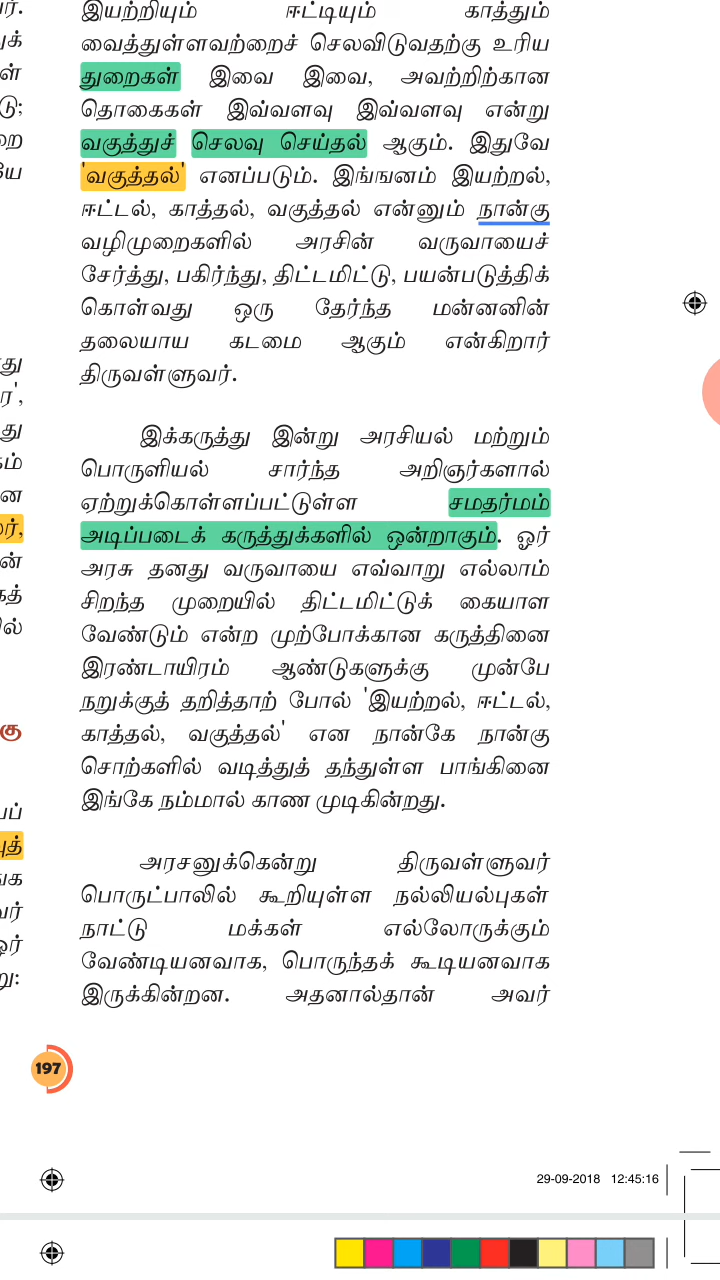 இயற்றியும் ஈட்டியும் காத்தும்
வைத்துள்ளவற்றைச் செலவிடுவதற்கு உரிய
துறைகள் இவை இவை, அவற்றிற்கான
தொகைகள் இவ்வளவு இவ்வளவு என்று
வகுத்துச் செலவு செய்தல் ஆகும். இதுவே
'வகுத்தல்' எனப்படும். இங்ஙனம் இயற்றல்,
ஈட்டல், காத்தல், வகுத்தல் என்னும் நான்கு
வழிமுறைகளில் அரசின் வருவாயைச்
சேர்த்து, பகிர்ந்து, திட்டமிட்டு, பயன்படுத்திக்
கொள்வது ஒரு தேர்ந்த மன்னனின்
தலையாய கடமை ஆகும் என்கிறார்
திருவள்ளுவர்.
இக்கருத்து இன்று அரசியல் மற்றும்
பொருளியல் சார்ந்த அறிஞர்களால்
ஏற்றுக்கொள்ளப்பட்டுள்ள சமதர்மம்
அடிப்படைக் கருத்துக்களில் ஒன்றாகும். ஓர்
அரசு தனது வருவாயை எவ்வாறு எல்லாம்
சிறந்த முறையில் திட்டமிட்டுக் கையாள
வேண்டும் என்ற முற்போக்கான கருத்தினை
இரண்டாயிரம் ஆண்டுகளுக்கு முன்பே
நறுக்குத் தறித்தாற் போல் 'இயற்றல், ஈட்டல்,
காத்தல், வகுத்தல்' என நான்கே நான்கு
சொற்களில் வடித்துத் தந்துள்ள பாங்கினை
இங்கே நம்மால் காண முடிகின்றது.
அரசனுக்கென்று திருவள்ளுவர்
பொருட்பாலில் கூறியுள்ள நல்லியல்புகள்
நாட்டு மக்கள் எல்லோருக்கும்
வேண்டியனவாக, பொருந்தக் கூடியனவாக
இருக்கின்றன. அதனால்தான் அவர்
197
29-09-2018 12:45:16